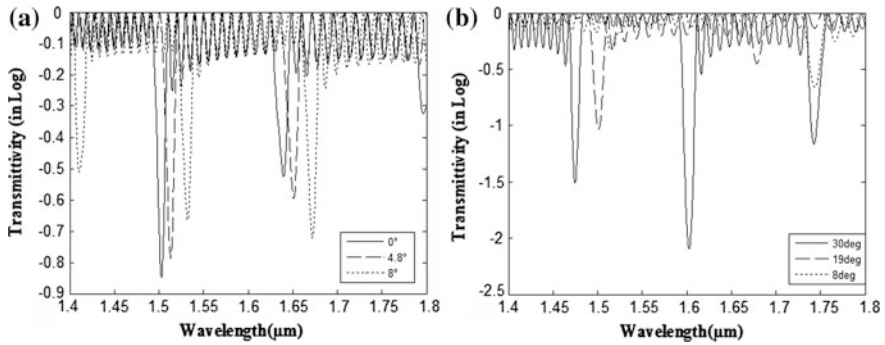 (a)
Transmittivity (in Log)
0
-0.1
-0.2
-0.3
-0.4
-0.5
-0.6
-0.7
-0.8
-0.9
1.4 1.45 1.5 1.55 1.6 1.65 1.7 1.75 1.8
Wavelength(μm)
0°
4.8°
8°
(b)
Transmittivity (in Log)
0
-0.5
-1
-1.5
-2
-2.5
1.4 1.45 1.5 1.55 1.6 1.65 1.7 1.75 1.8
Wavelength(μm)
30deg
19deg
8deg